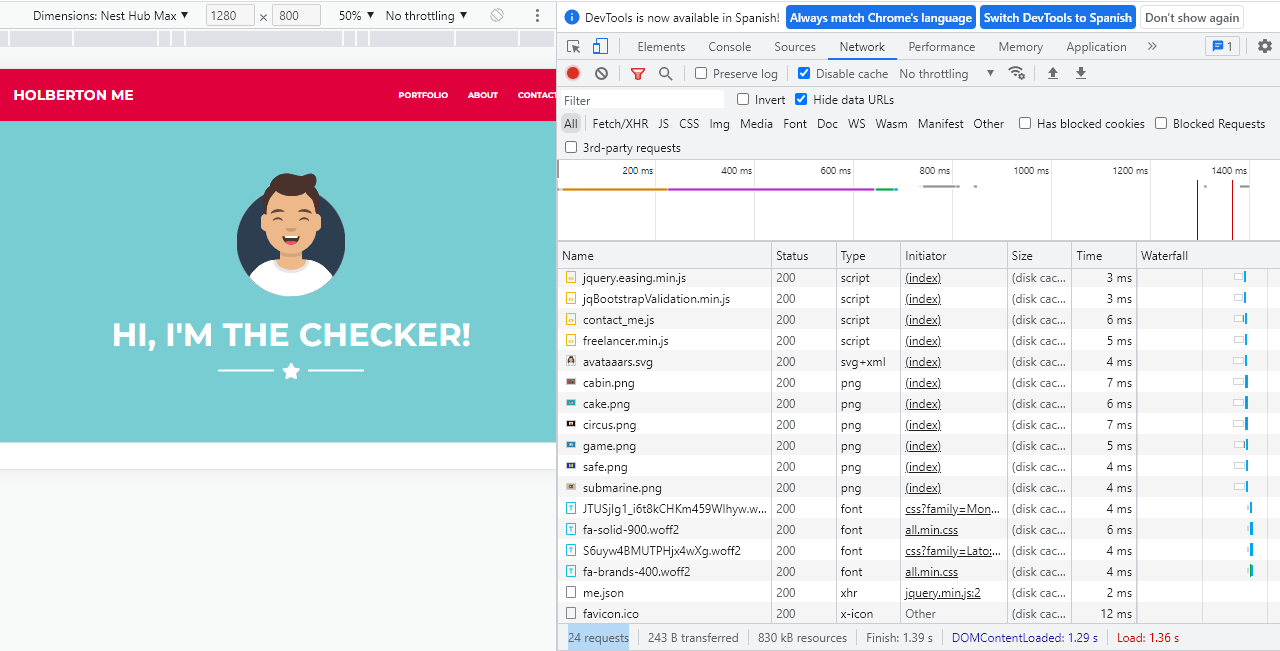 Dimensions: Nest Hub Max ▼ 1280 × 800 50% ▼ No throttling ▼
DevTools is now available in Spanish! Always match Chrome's language Switch DevTools to Spanish Don't show again
Elements Console Sources Network Performance Memory Application » 1
Preserve log Disable cache No throttling ▼
Filter Invert Hide data URLs
All Fetch/XHR JS CSS Img Media Font Doc WS Wasm Manifest Other Has blocked cookies Blocked Requests
3rd-party requests
200 ms 400 ms 600 ms 800 ms 1000 ms 1200 ms 1400 ms
HOLBERTON ME PORTFOLIO ABOUT CONTACT
HI, I'M THE CHECKER!
Name Status Type Initiator Size Time Waterfall
jquery.easing.min.js 200 script (index) (disk cac... 3 ms
jqBootstrapValidation.min.js 200 script (index) (disk cac... 3 ms
contact_me.js 200 script (index) (disk cac... 6 ms
freelancer.min.js 200 script (index) (disk cac... 5 ms
avataaars.svg 200 svg+xml (index) (disk cac... 4 ms
cabin.png 200 png (index) (disk cac... 7 ms
cake.png 200 png (index) (disk cac... 6 ms
circus.png 200 png (index) (disk cac... 7 ms
game.png 200 png (index) (disk cac... 5 ms
safe.png 200 png (index) (disk cac... 4 ms
submarine.png 200 png (index) (disk cac... 4 ms
JTUSjIg1_i6t8kCHKm459Wlhyw.w... 200 font css?family=Mon... (disk cac... 4 ms
fa-solid-900.woff2 200 font all.min.css (disk cac... 6 ms
S6uyw4BMUTPHjx4wXg.woff2 200 font css?family=Lato:... (disk cac... 4 ms
fa-brands-400.woff2 200 font all.min.css (disk cac... 4 ms
me.json 200 xhr jquery.min.js:2 (disk cac... 2 ms
favicon.ico 200 x-icon Other (disk cac... 12 ms
24 requests 243 B transferred 830 kB resources Finish: 1.39 s DOMContentLoaded: 1.29 s Load: 1.36 s